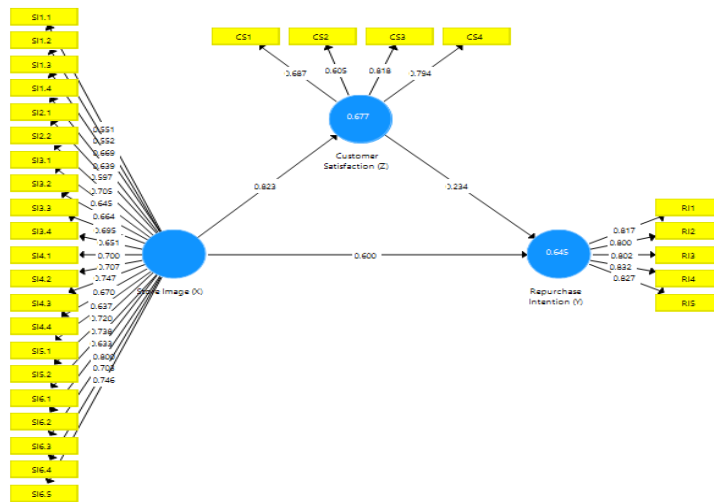 SI1.1
SI1.2
SI1.3
SI1.4
SI2.1
SI2.2
SI3.1
SI3.2
SI3.3
SI3.4
SI4.1
SI4.2
SI4.3
SI4.4
SI5.1
SI5.2
SI6.1
SI6.2
SI6.3
SI6.4
SI6.5
0.551
0.552
0.669
0.639
0.597
0.705
0.645
0.664
0.695
0.651
0.700
0.707
0.747
0.670
0.637
0.720
0.738
0.633
0.800
0.746
Store Image (X)
CS1
CS2
CS3
CS4
0.687
0.605
0.818
0.794
0.677
Customer
Satisfaction (Z)
0.823
0.234
0.600
0.645
Repurchase
Intention (Y)
0.817
0.800
0.802
0.832
0.827
RI1
RI2
RI3
RI4
RI5